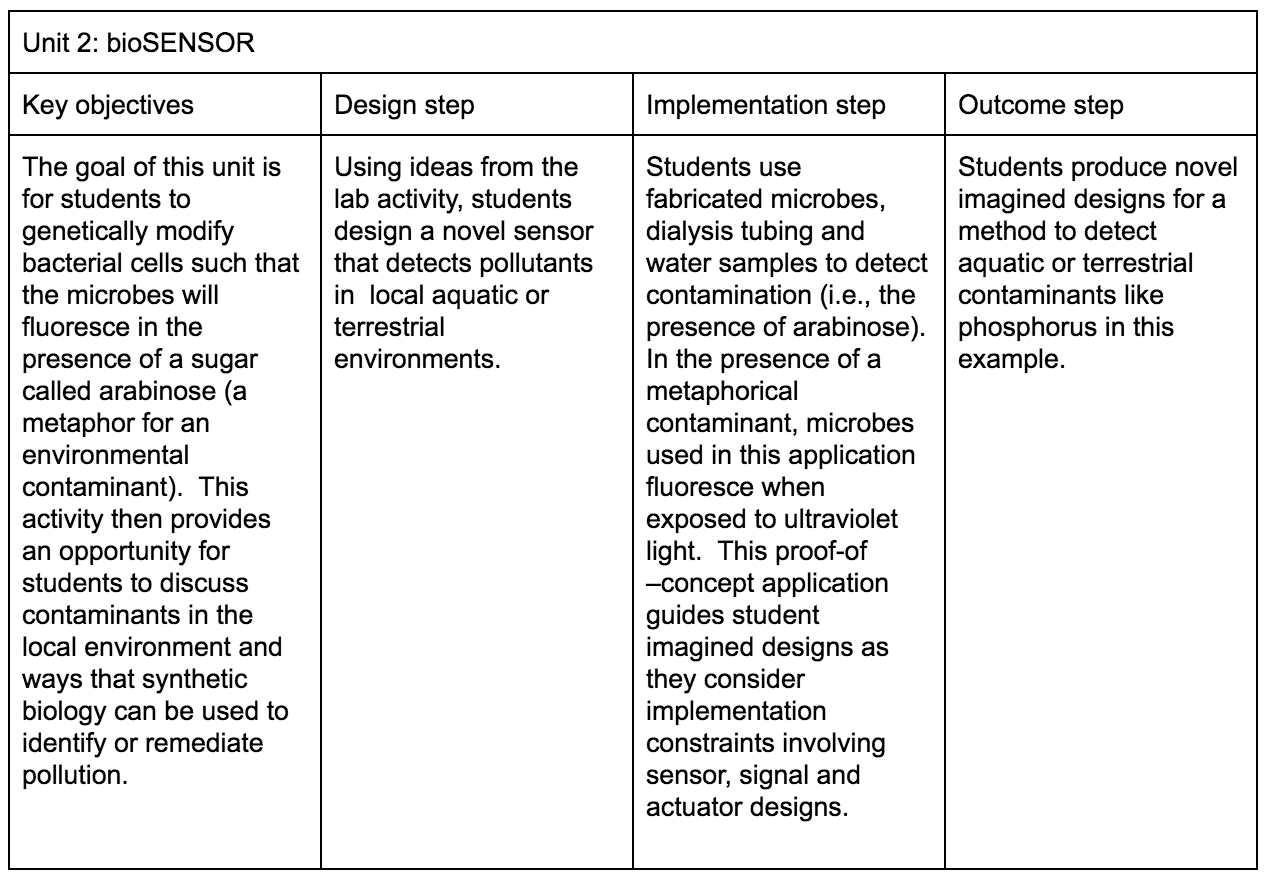 Unit 2: bioSENSOR
Key objectives
Design step
Implementation step
Outcome step
The goal of this unit is
for students to
genetically modify
bacterial cells such that
the microbes will
fluoresce in the
presence of a sugar
called arabinose (a
metaphor for an
environmental
contaminant).  This
activity then provides
an opportunity for
students to discuss
contaminants in the
local environment and
ways that synthetic
biology can be used to
identify or remediate
pollution.
Using ideas from the
lab activity, students
design a novel sensor
that detects pollutants
in  local aquatic or
terrestrial
environments.
Students use
fabricated microbes,
dialysis tubing and
water samples to detect
contamination (i.e., the
presence of arabinose).
In the presence of a
metaphorical
contaminant, microbes
used in this application
fluoresce when
exposed to ultraviolet
light.  This proof-of
–concept application
guides student
imagined designs as
they consider
implementation
constraints involving
sensor, signal and
actuator designs.
Students produce novel
imagined designs for a
method to detect
aquatic or terrestrial
contaminants like
phosphorus in this
example.